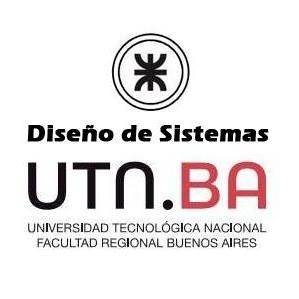 Diseño de Sistemas
UTN.BA
UNIVERSIDAD TECNOLÓGICA NACIONAL
FACULTAD REGIONAL BUENOS AIRES